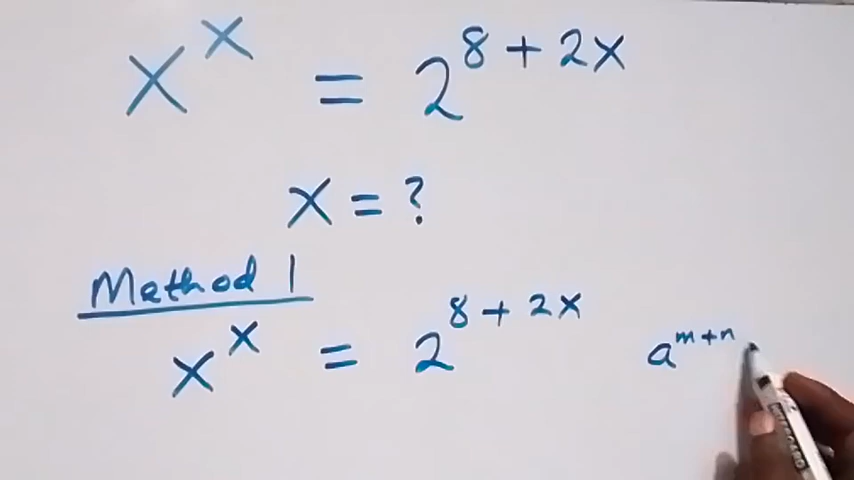 x^x = 2^{8 + 2x}
x = ?
Method 1
x^x = 2^{8 + 2x} a^{m+n}